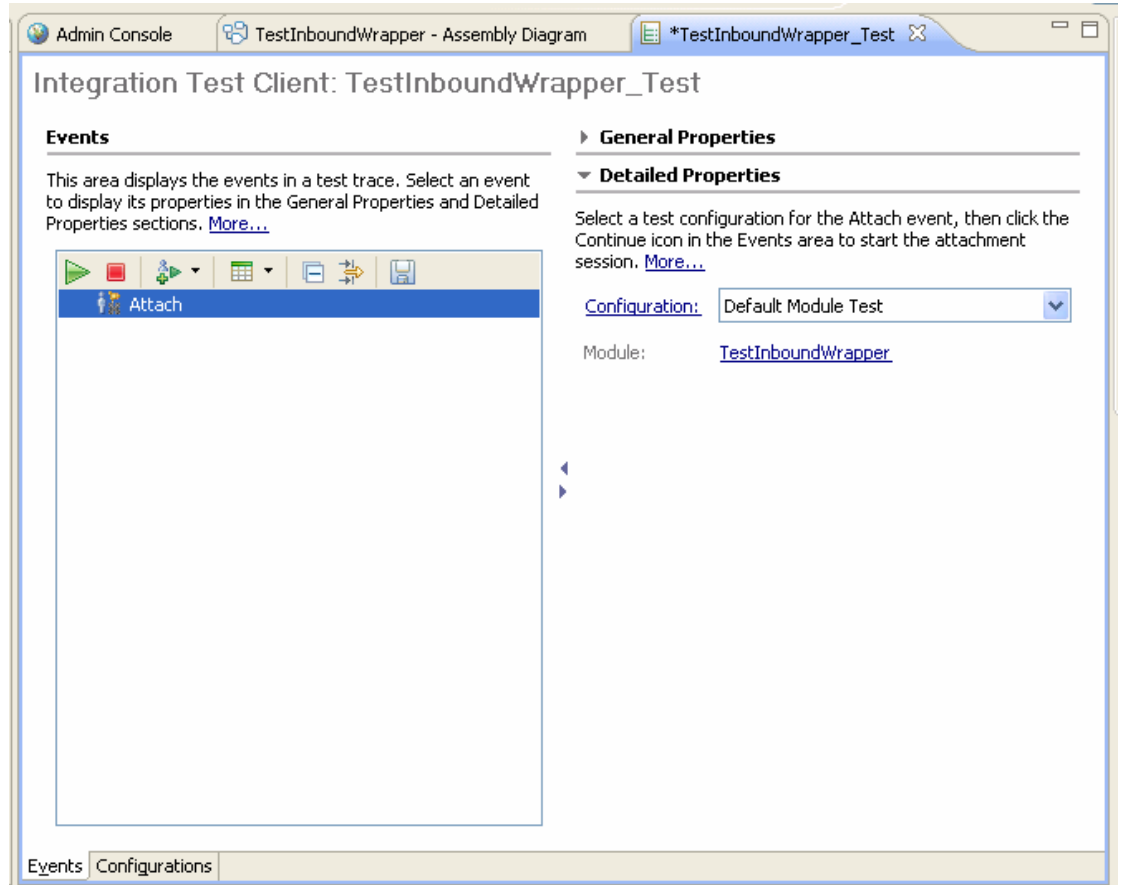 Admin Console
TestInboundWrapper - Assembly Diagram
*TestInboundWrapper_Test
Integration Test Client: TestInboundWrapper_Test
Events
This area displays the events in a test trace. Select an event
to display its properties in the General Properties and Detailed
Properties sections. More...
Attach
General Properties
Detailed Properties
Select a test configuration for the Attach event, then click the
Continue icon in the Events area to start the attachment
session. More...
Configuration: Default Module Test
Module: TestInboundWrapper
Events Configurations